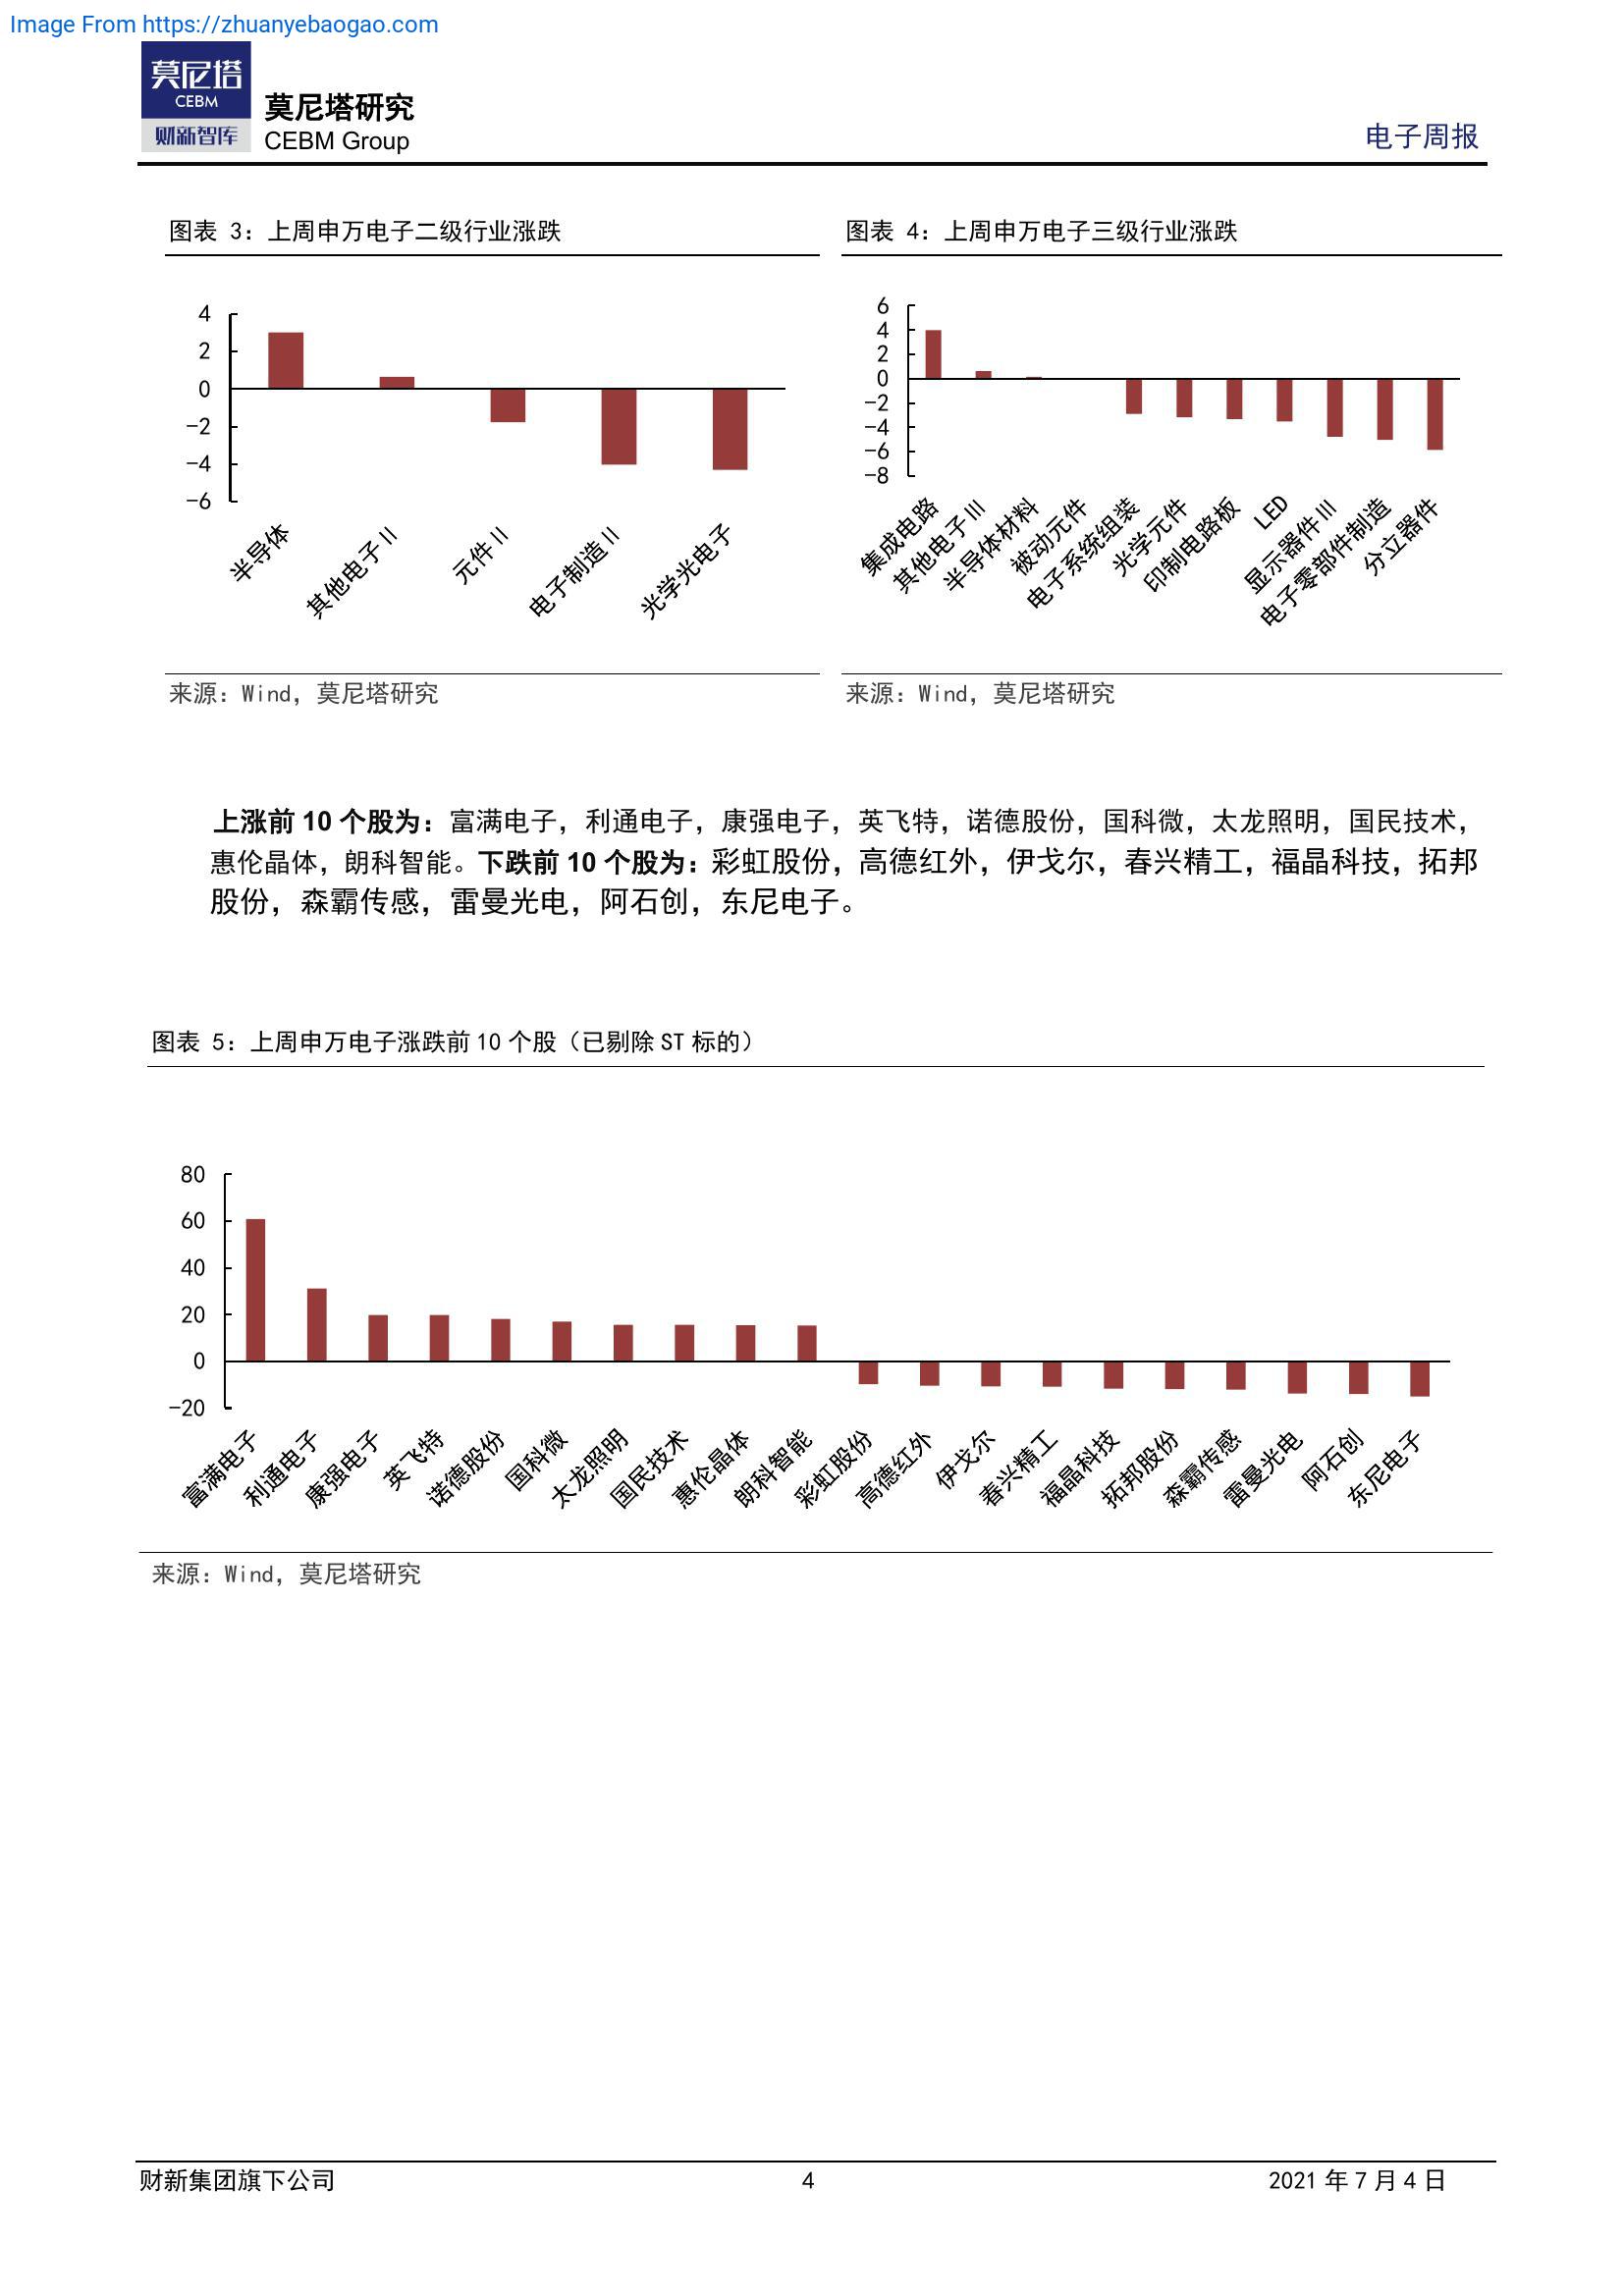 Image From https://zhuanyebaogao.com
莫尼塔
CEBM
财新智库
莫尼塔研究
CEBM Group
电子周报
图表 3：上周申万电子二级行业涨跌
4
2
0
-2
-4
-6
半导体
其他电子Ⅱ
元件Ⅱ
电子制造Ⅱ
光学光电子
来源：Wind，莫尼塔研究
图表 4：上周申万电子三级行业涨跌
6
4
2
0
-2
-4
-6
-8
集成电路
其他电子Ⅲ
半导体材料
被动元件
电子系统组装
光学元件
印制电路板
LED
显示器件Ⅲ
电子零部件制造
分立器件
来源：Wind，莫尼塔研究
上涨前 10 个股为：富满电子，利通电子，康强电子，英飞特，诺德股份，国科微，太龙照明，国民技术，
惠伦晶体，朗科智能。下跌前 10 个股为：彩虹股份，高德红外，伊戈尔，春兴精工，福晶科技，拓邦
股份，森霸传感，雷曼光电，阿石创，东尼电子。
图表 5：上周申万电子涨跌前 10 个股（已剔除 ST 标的）
80
60
40
20
0
-20
富满电子
利通电子
康强电子
英飞特
诺德股份
国科微
太龙照明
国民技术
惠伦晶体
朗科智能
彩虹股份
高德红外
伊戈尔
春兴精工
福晶科技
拓邦股份
森霸传感
雷曼光电
阿石创
东尼电子
来源：Wind，莫尼塔研究
财新集团旗下公司
4
2021 年 7 月 4 日